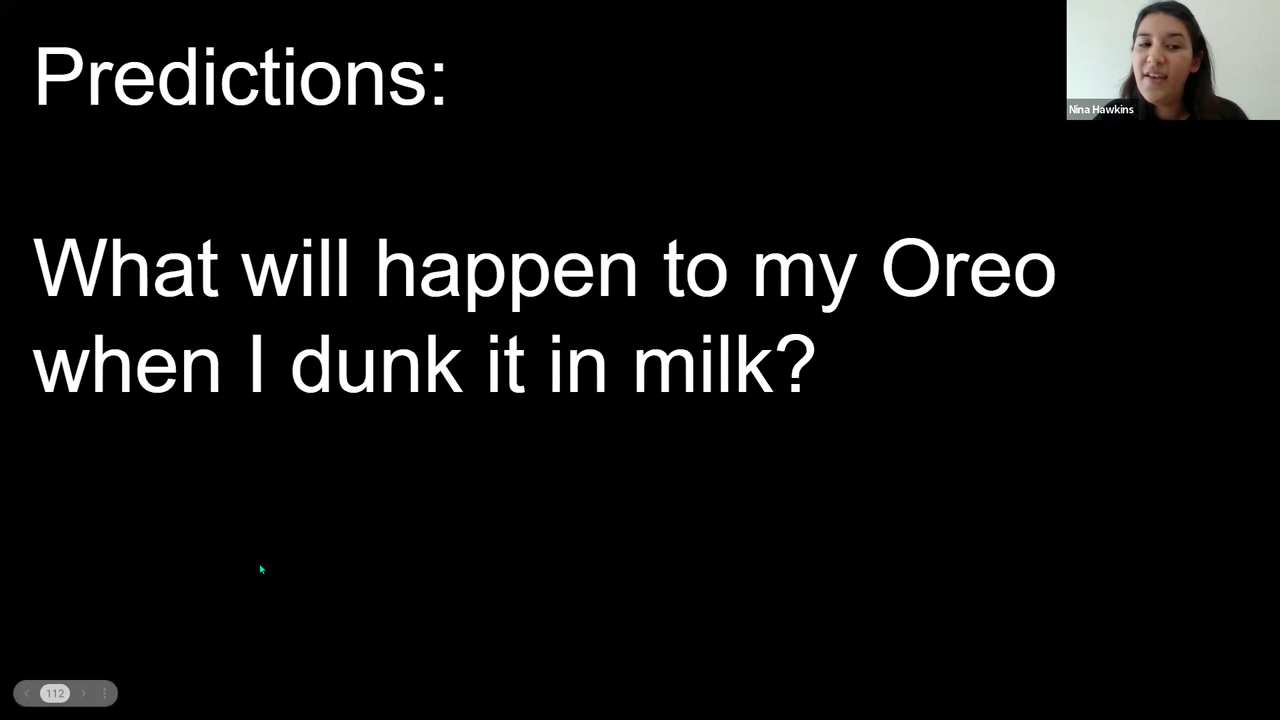 Predictions:
Nina Hawkins
What will happen to my Oreo
when I dunk it in milk?
112